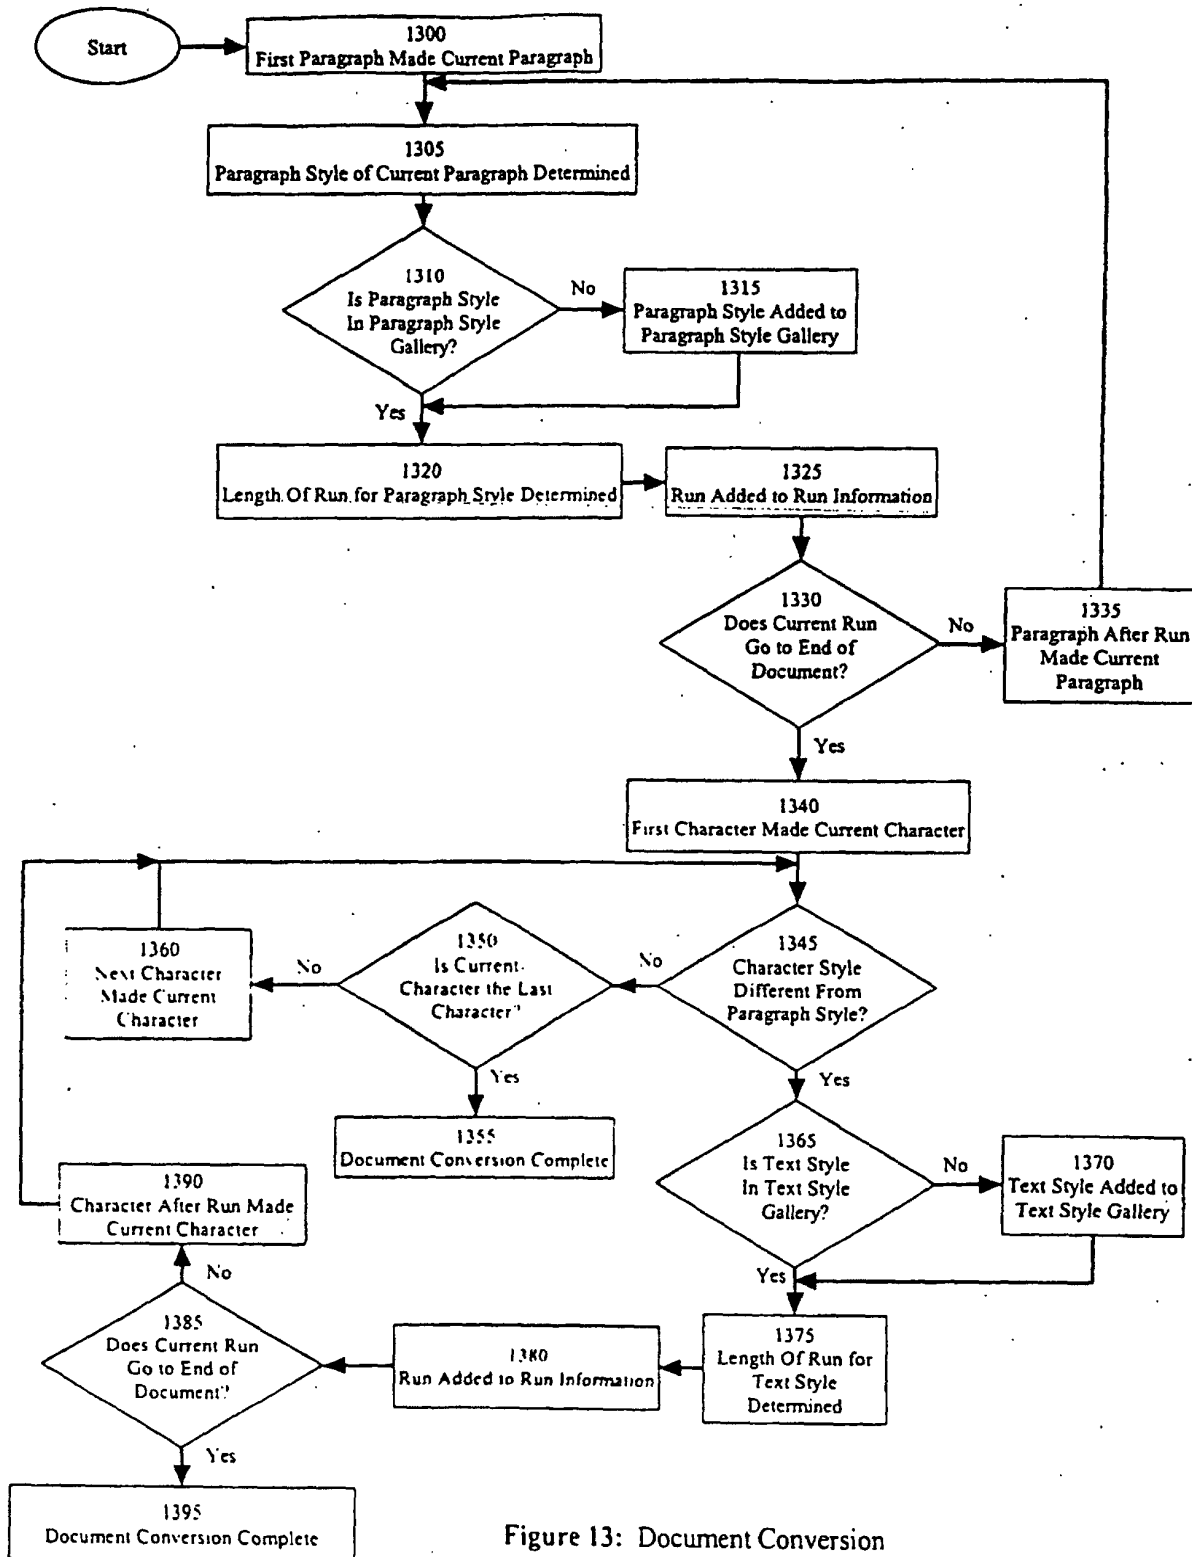 Start
1300
First Paragraph Made Current Paragraph
1305
Paragraph Style of Current Paragraph Determined
1310
Is Paragraph Style
In Paragraph Style
Gallery?
No
1315
Paragraph Style Added to
Paragraph Style Gallery
Yes
1320
Length Of Run for Paragraph Style Determined
1325
Run Added to Run Information
1330
Does Current Run
Go to End of
Document?
No
1335
Paragraph After Run
Made Current
Paragraph
Yes
1340
First Character Made Current Character
1345
Character Style
Different From
Paragraph Style?
No
1350
Is Current
Character the Last
Character?
No
1360
Next Character
Made Current
Character
Yes
1355
Document Conversion Complete
Yes
1365
Is Text Style
In Text Style
Gallery?
No
1370
Text Style Added to
Text Style Gallery
Yes
1375
Length Of Run for
Text Style
Determined
1380
Run Added to Run Information
1385
Does Current Run
Go to End of
Document?
No
1390
Character After Run Made
Current Character
Yes
1395
Document Conversion Complete
Figure 13: Document Conversion